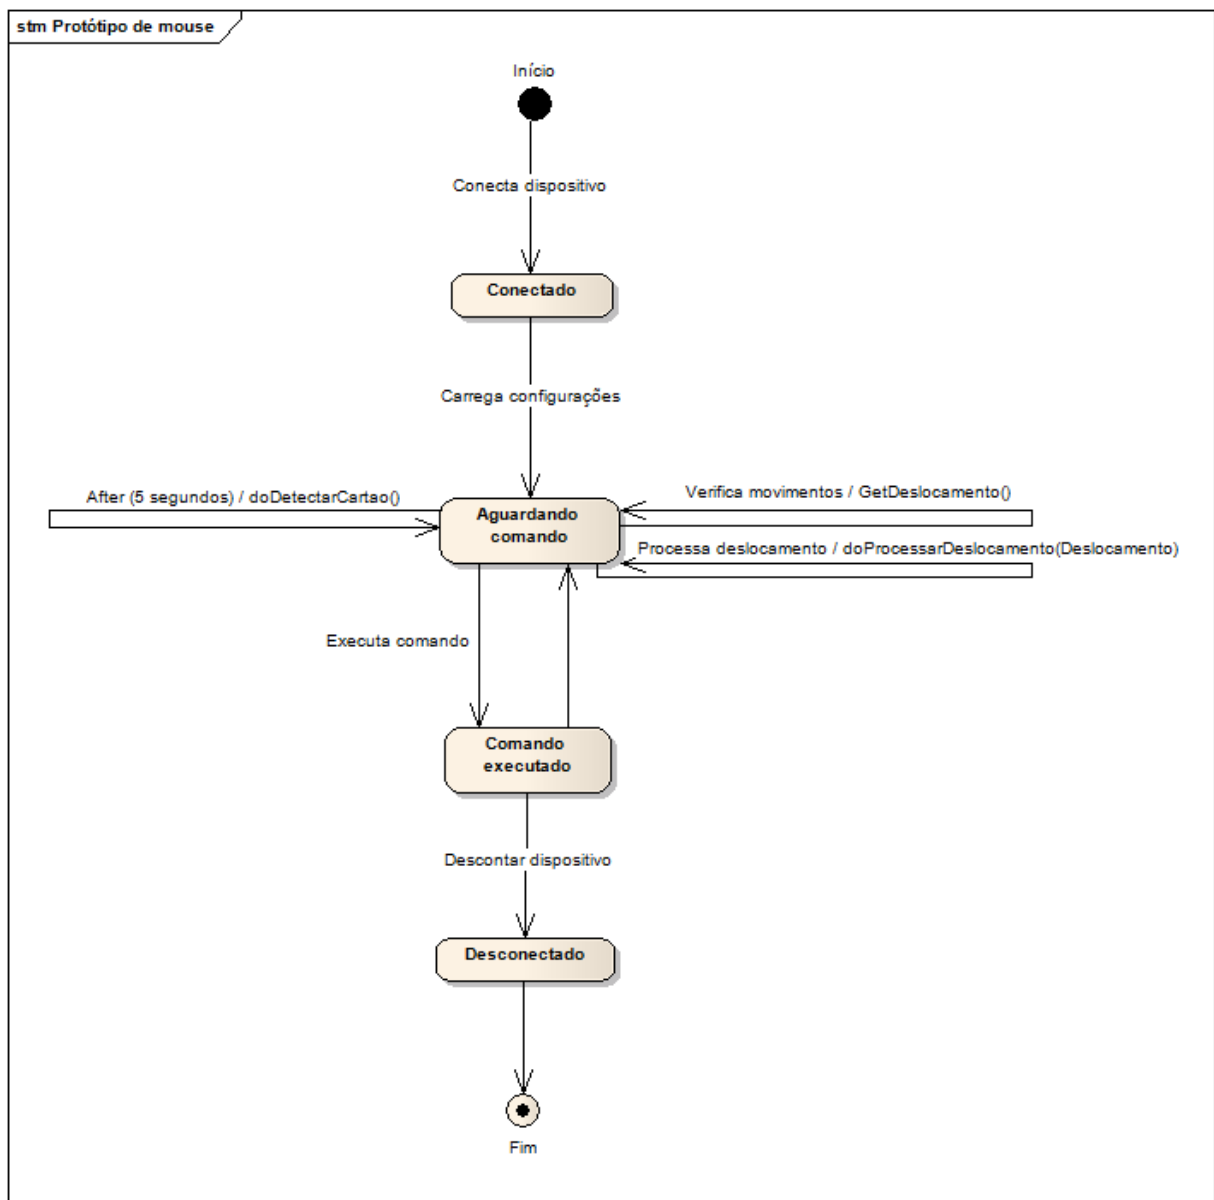 stm Protótipo de mouse
Início
Conecta dispositivo
Conectado
Carrega configurações
After (5 segundos) / doDetectarCartao()
Verifica movimentos / GetDeslocamento()
Aguardando
comando
Processa deslocamento / doProcessarDeslocamento(Deslocamento)
Executa comando
Comando
executado
Descontar dispositivo
Desconectado
Fim